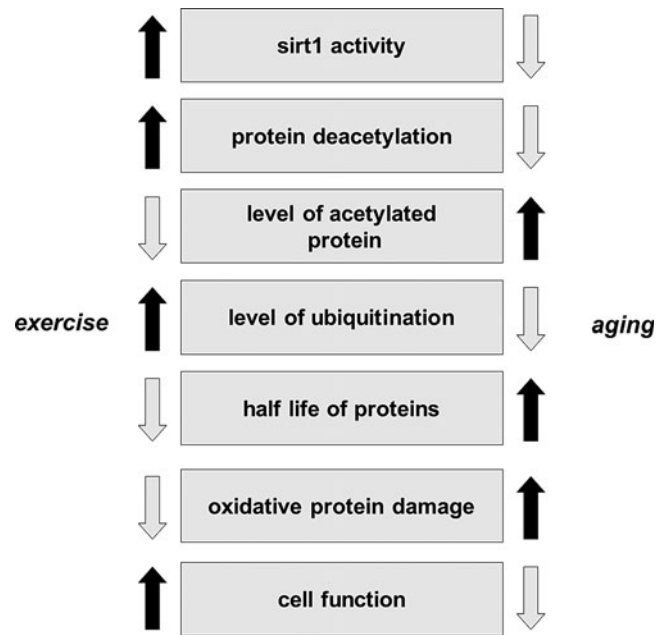 sirt1 activity
protein deacetylation
level of acetylated
protein
exercise
level of ubiquitination
aging
half life of proteins
oxidative protein damage
cell function